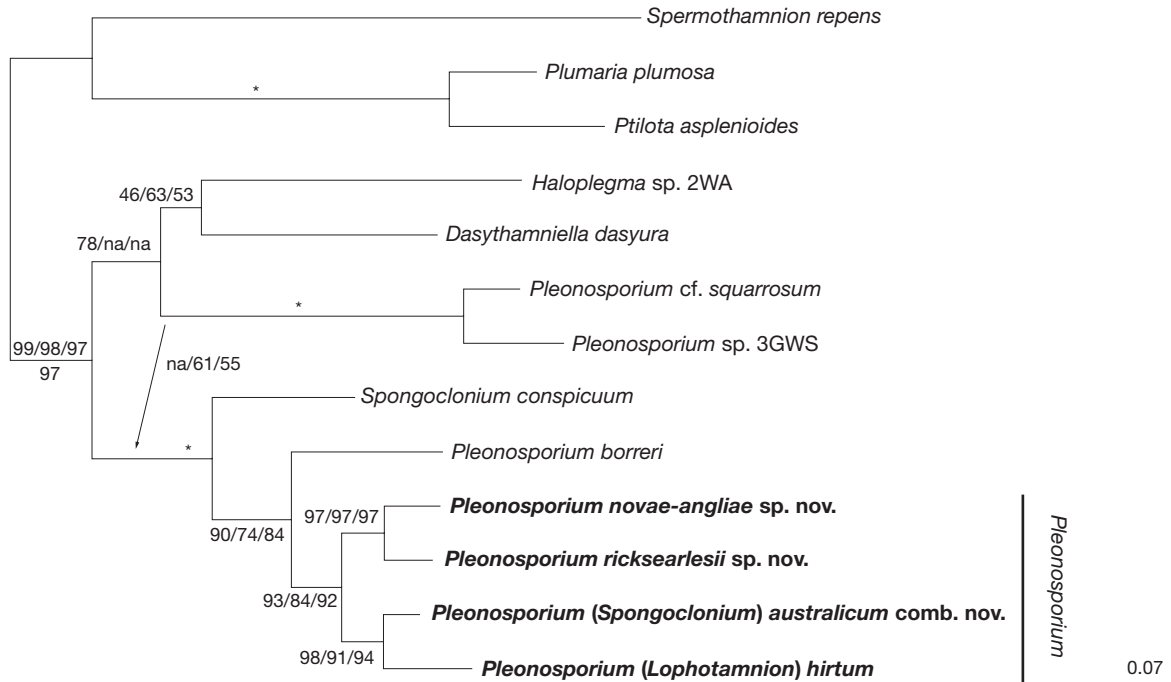 Spermothamnion repens
Plumaria plumosa
*
Ptilota asplenioides
Haloplegma sp. 2WA
46/63/53
Dasythamniella dasyura
78/na/na
Pleonosporium cf. squarrosum
*
Pleonosporium sp. 3GWS
99/98/97
97
na/61/55
Spongoclonium conspicuum
*
Pleonosporium borreri
Pleonosporium novae-angliae sp. nov.
97/97/97
90/74/84
Pleonosporium ricksearlesii sp. nov.
93/84/92
Pleonosporium (Spongoclonium) australicum comb. nov.
98/91/94
Pleonosporium (Lophotamnion) hirtum
Pleonosporium
0.07